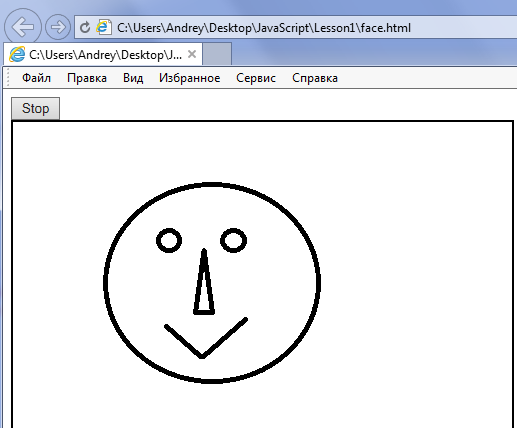 C:\Users\Andrey\Desktop\JavaScript\Lesson1\face.html
C:\Users\Andrey\Desktop\J...
Файл Правка Вид Избранное Сервис Справка
Stop